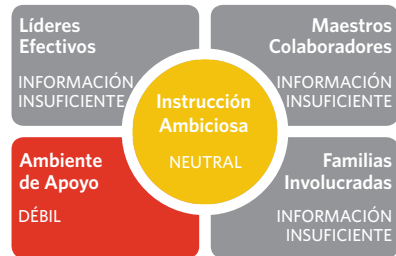 Líderes
Efectivos
INFORMACIÓN
INSUFICIENTE
Maestros
Colaboradores
INFORMACIÓN
INSUFICIENTE
Instrucción
Ambiciosa
NEUTRAL
Ambiente
de Apoyo
DÉBIL
Familias
Involucradas
INFORMACIÓN
INSUFICIENTE